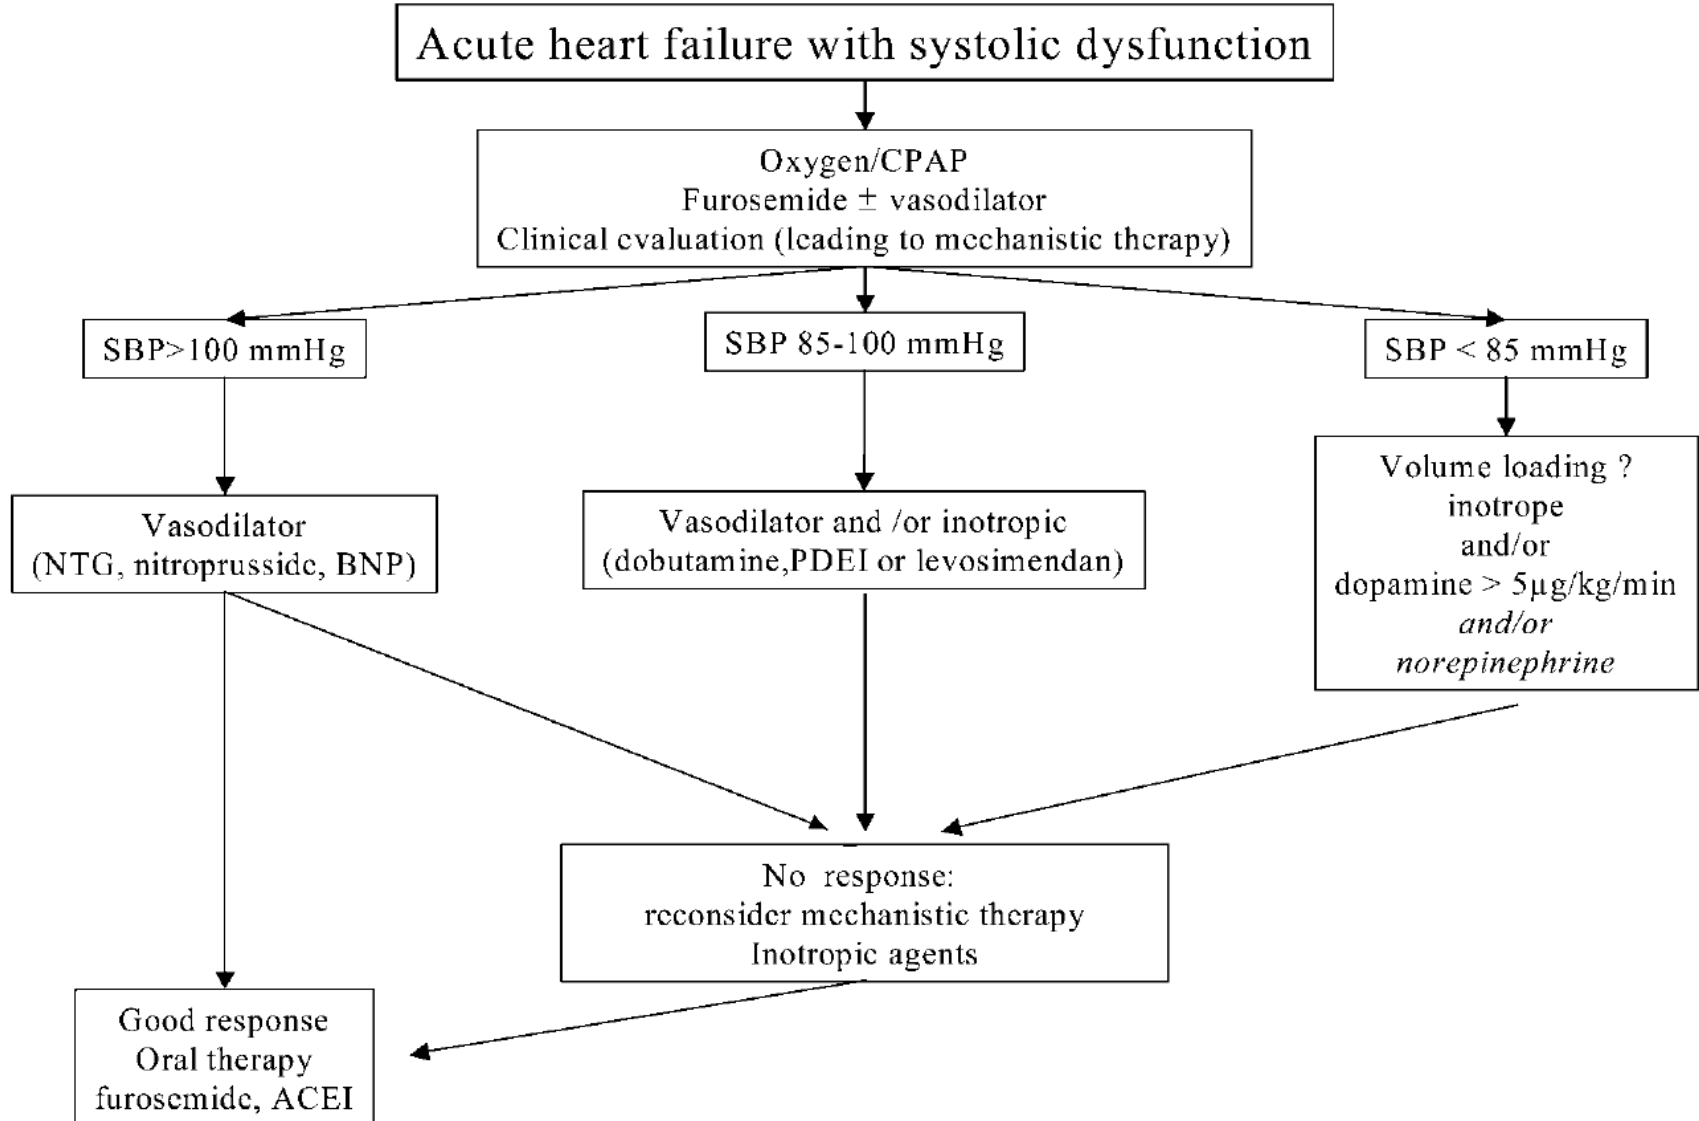 Acute heart failure with systolic dysfunction
Oxygen/CPAP
Furosemide ± vasodilator
Clinical evaluation (leading to mechanistic therapy)
SBP>100 mmHg
SBP 85-100 mmHg
SBP < 85 mmHg
Vasodilator
(NTG, nitroprusside, BNP)
Vasodilator and /or inotropic
(dobutamine,PDEI or levosimendan)
Volume loading ?
inotrope
and/or
dopamine > 5µg/kg/min
and/or
norepinephrine
No response:
reconsider mechanistic therapy
Inotropic agents
Good response
Oral therapy
furosemide, ACEI